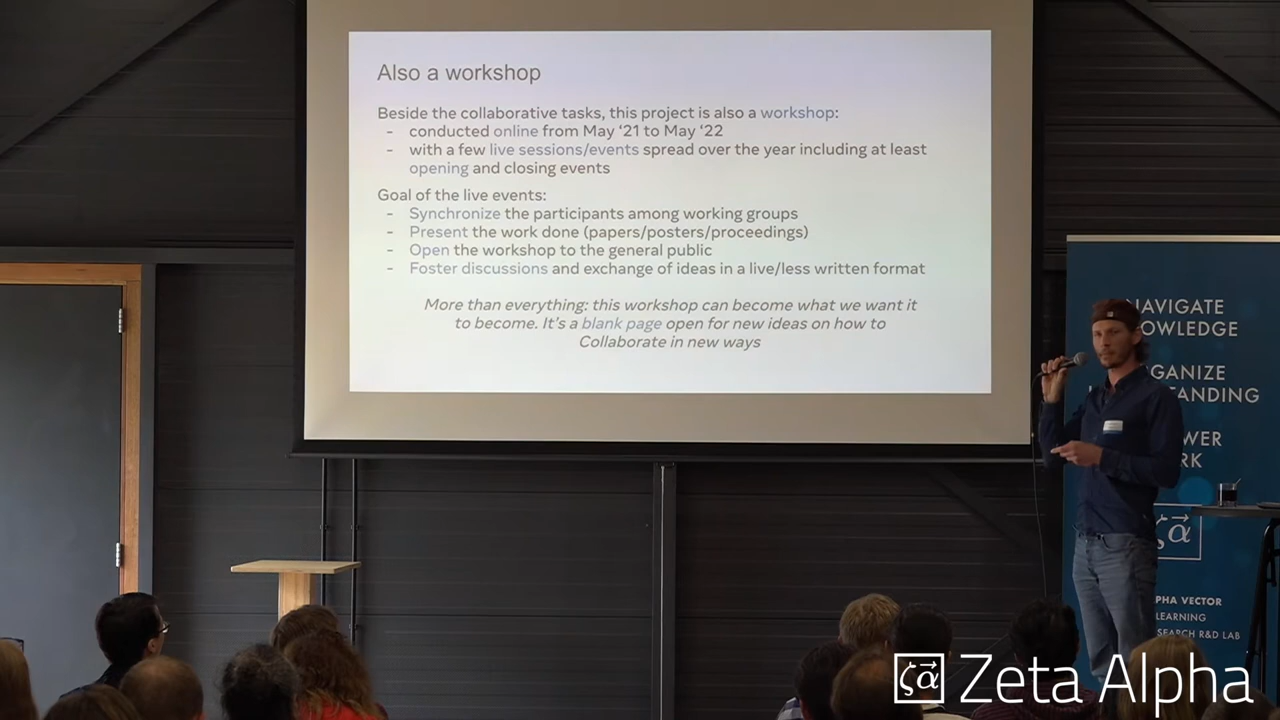 Also a workshop
Beside the collaborative tasks, this project is also a workshop:
- conducted online from May ‘21 to May ‘22
- with a few live sessions/events spread over the year including at least
opening and closing events
Goal of the live events:
- Synchronize the participants among working groups
- Present the work done (papers/posters/proceedings)
- Open the workshop to the general public
- Foster discussions and exchange of ideas in a live/less written format
More than everything: this workshop can become what we want it
to become. It’s a blank page open for new ideas on how to
Collaborate in new ways
NAVIGATE
OWLEDGE
GANIZE
TANDING
WER
RK
ζα
PHA VECTOR
LEARNING
SEARCH R&D LAB
ζα Zeta Alpha